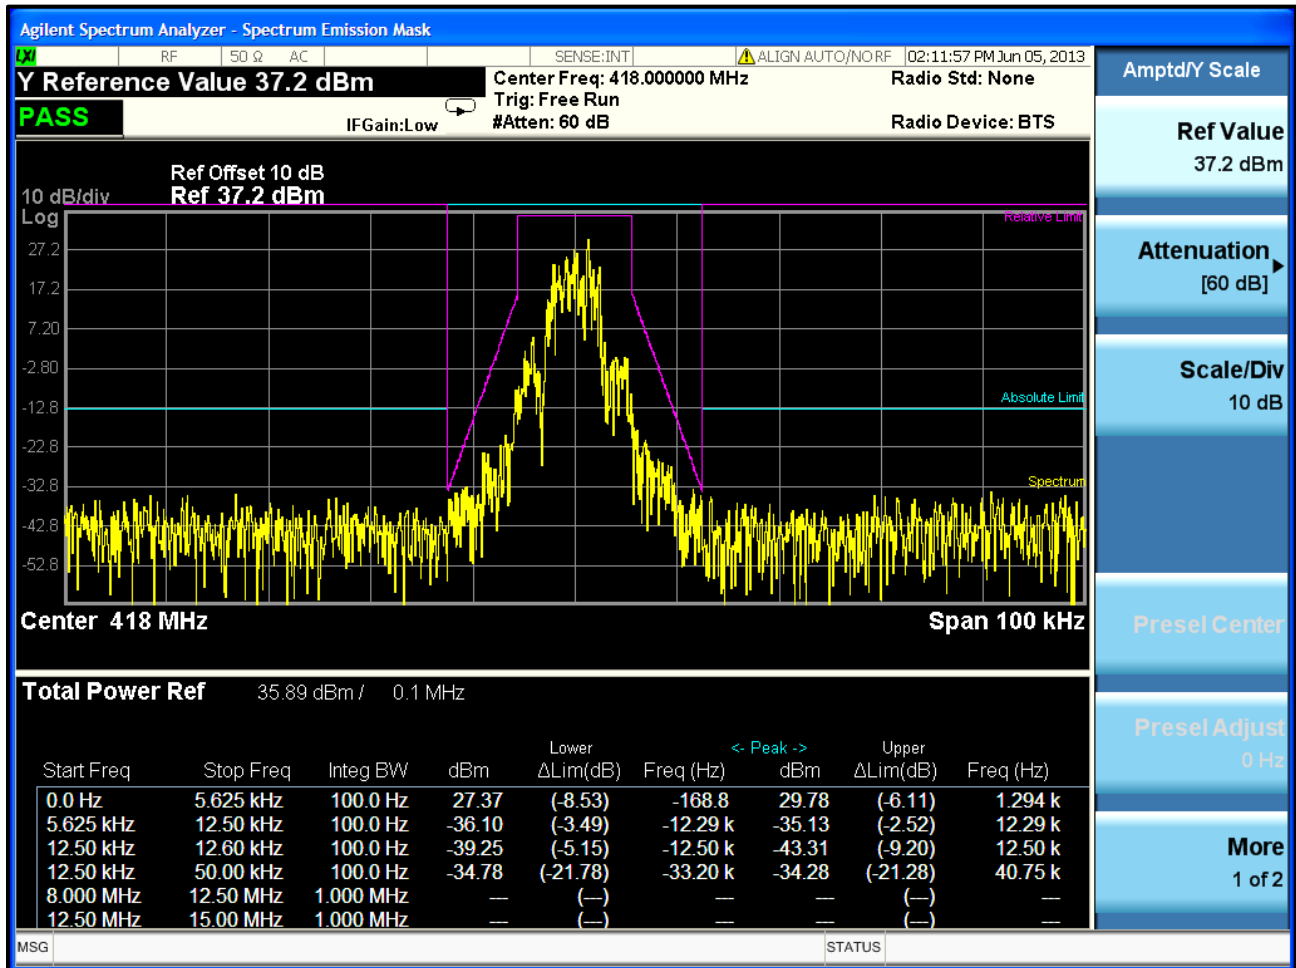 Agilent Spectrum Analyzer - Spectrum Emission Mask
LXI RF 50 Ω AC SENSE:INT ALIGN AUTO/NO RF 02:11:57 PM Jun 05, 2013
Y Reference Value 37.2 dBm
Center Freq: 418.000000 MHz Radio Std: None
Trig: Free Run
PASS IFGain:Low #Atten: 60 dB Radio Device: BTS
Ref Offset 10 dB
10 dB/div Ref 37.2 dBm
Log
Relative Limit
27.2
17.2
7.20
-2.80
Absolute Limit
-12.8
-22.8
Spectrum
-32.8
-42.8
-52.8
Center 418 MHz Span 100 kHz
Total Power Ref 35.89 dBm / 0.1 MHz
Lower <- Peak -> Upper
Start Freq Stop Freq Integ BW dBm ΔLim(dB) Freq (Hz) dBm ΔLim(dB) Freq (Hz)
0.0 Hz 5.625 kHz 100.0 Hz 27.37 (-8.53) -168.8 29.78 (-6.11) 1.294 k
5.625 kHz 12.50 kHz 100.0 Hz -36.10 (-3.49) -12.29 k -35.13 (-2.52) 12.29 k
12.50 kHz 12.60 kHz 100.0 Hz -39.25 (-5.15) -12.50 k -43.31 (-9.20) 12.50 k
12.50 kHz 50.00 kHz 100.0 Hz -34.78 (-21.78) -33.20 k -34.28 (-21.28) 40.75 k
8.000 MHz 12.50 MHz 1.000 MHz --- (---) --- --- (---) ---
12.50 MHz 15.00 MHz 1.000 MHz --- (---) --- --- (---) ---
MSG STATUS
Amptd/Y Scale
Ref Value
37.2 dBm
Attenuation
[60 dB]
Scale/Div
10 dB
Presel Center
Presel Adjust
0 Hz
More
1 of 2